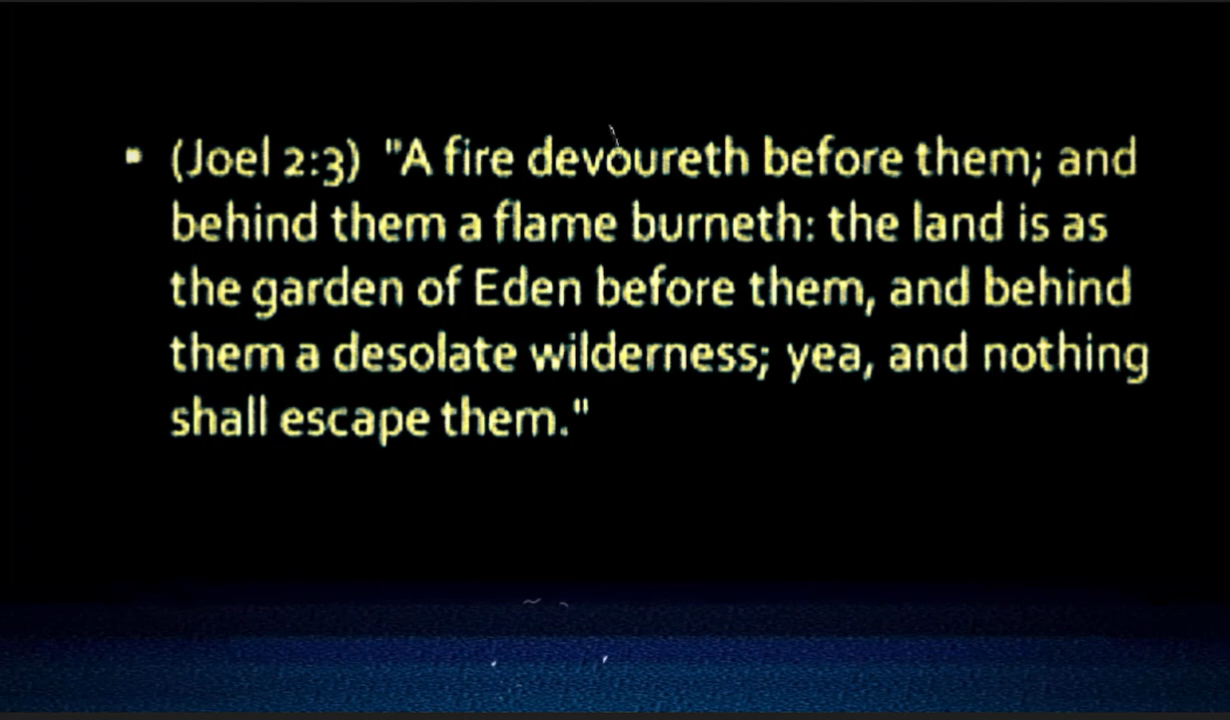 ▪ (Joel 2:3) "A fire devoureth before them; and
behind them a flame burneth: the land is as
the garden of Eden before them, and behind
them a desolate wilderness; yea, and nothing
shall escape them."